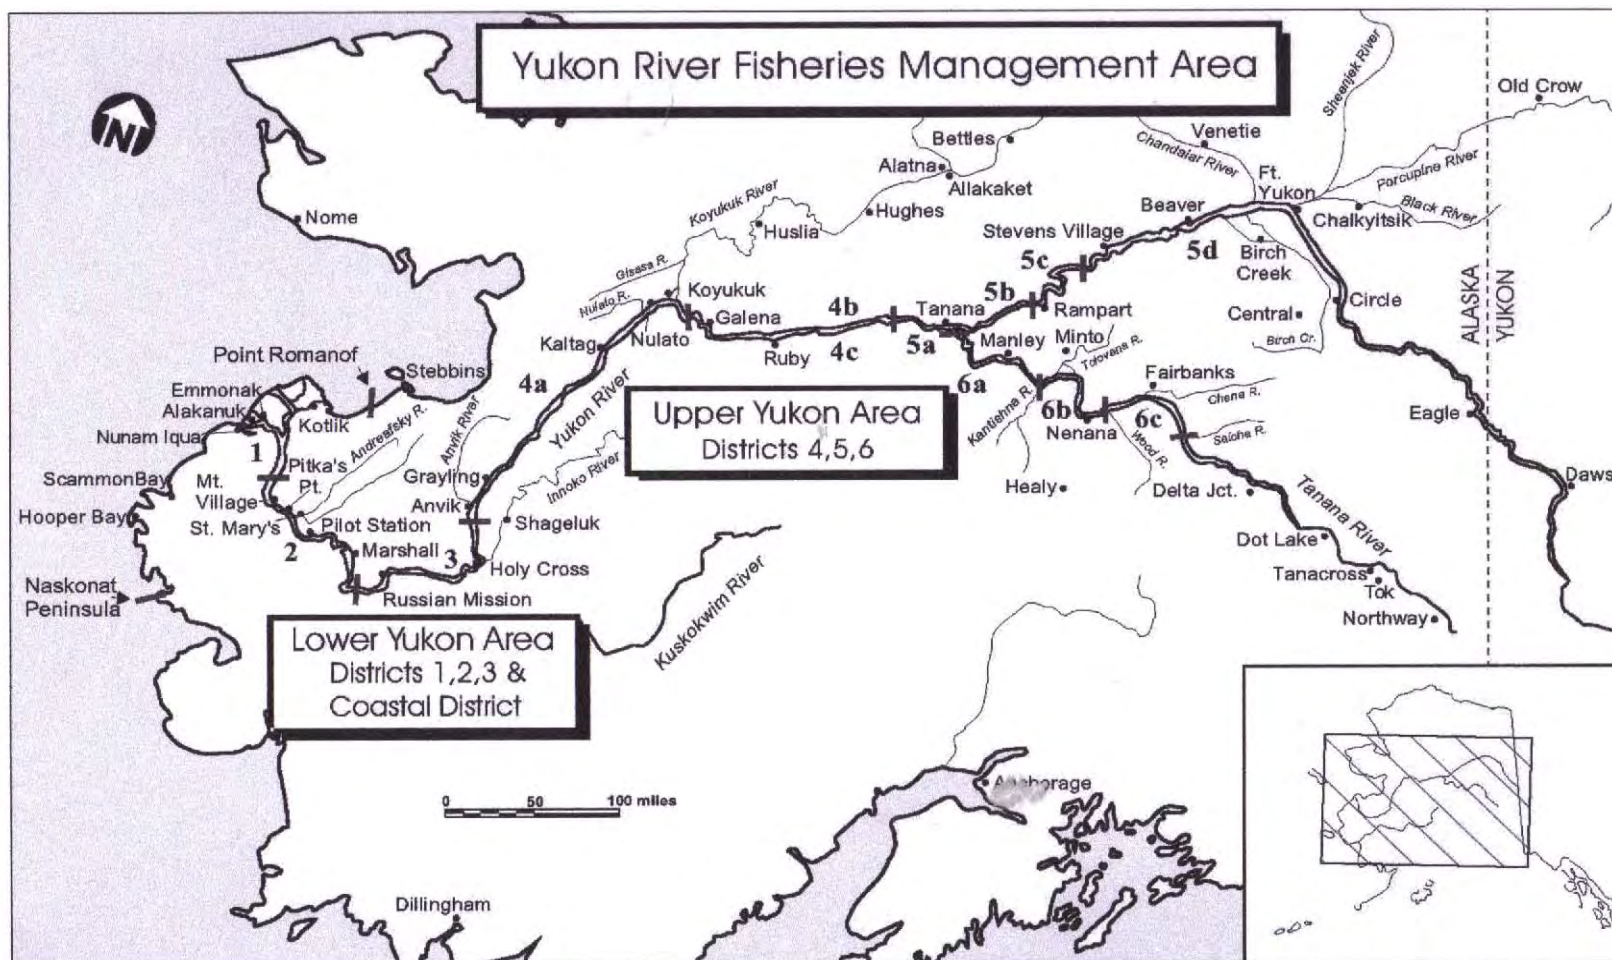 Yukon River Fisheries Management Area
N
Nome
Bettles
Alatna
Allakaket
Hughes
Koyukuk River
Huslia
Gisasa R.
Nulato R.
Koyukuk
Nulato
Galena
Kaltag
4a
4b
4c
Ruby
5a
Tanana
5b
Rampart
5c
Stevens Village
Beaver
5d
Venetie
Chandalar River
Sheenjek River
Ft.
Yukon
Old Crow
Porcupine River
Black River
Chalkyitsik
Birch
Creek
Circle
Central
Birch Cr.
ALASKA
YUKON
Eagle
Daws
Manley
Minto
Tolovana R.
6a
Kantishna R.
6b
Nenana
Wood R.
6c
Fairbanks
Chena R.
Salcha R.
Healy
Delta Jct.
Tanana River
Dot Lake
Tanacross
Tok
Northway
Upper Yukon Area
Districts 4,5,6
Point Romanof
Stebbins
Emmonak
Alakanuk
Kotlik
Nunam Iqua
1
Andreafsky R.
Anvik River
Yukon River
Innoko River
Grayling
Anvik
Shageluk
Scammon Bay
Hooper Bay
Mt.
Village
Pitka's
Pt.
St. Mary's
Pilot Station
2
Marshall
3
Holy Cross
Russian Mission
Naskonat
Peninsula
Kuskokwim River
Lower Yukon Area
Districts 1,2,3 &
Coastal District
0 50 100 miles
Anchorage
Dillingham